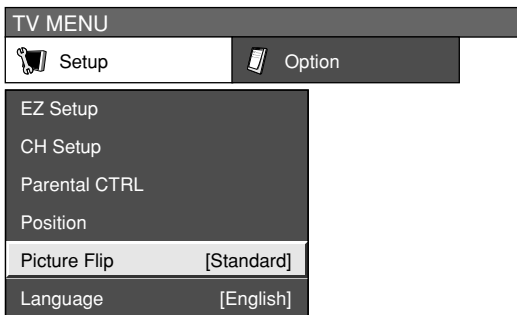 TV MENU
Setup Option
EZ Setup
CH Setup
Parental CTRL
Position
Picture Flip [Standard]
Language [English]